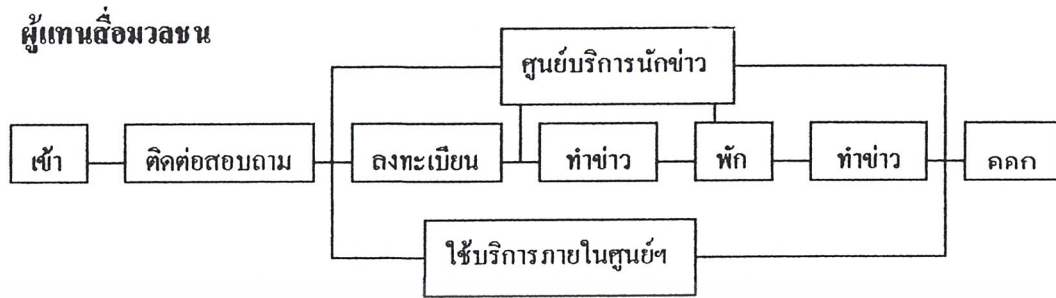 ผู้แทนสื่อมวลชน
ศูนย์บริการนักข่าว
เข้า
ติดต่อสอบถาม
ลงทะเบียน
ทำข่าว
พัก
ทำข่าว
ออก
ใช้บริการภายในศูนย์ฯ